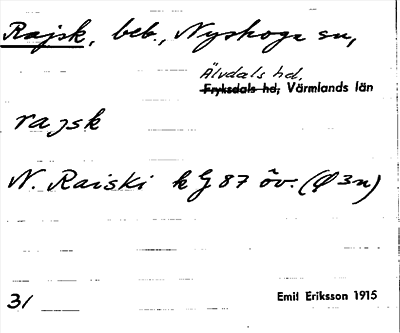 Rajsk, beb., Nyskoga sn,
Älvdals hd.
Fryksdals hd, Värmlands län
rajsk
N. Raiski k G 87 öv. (Ø 3n)
31
Emil Eriksson 1915